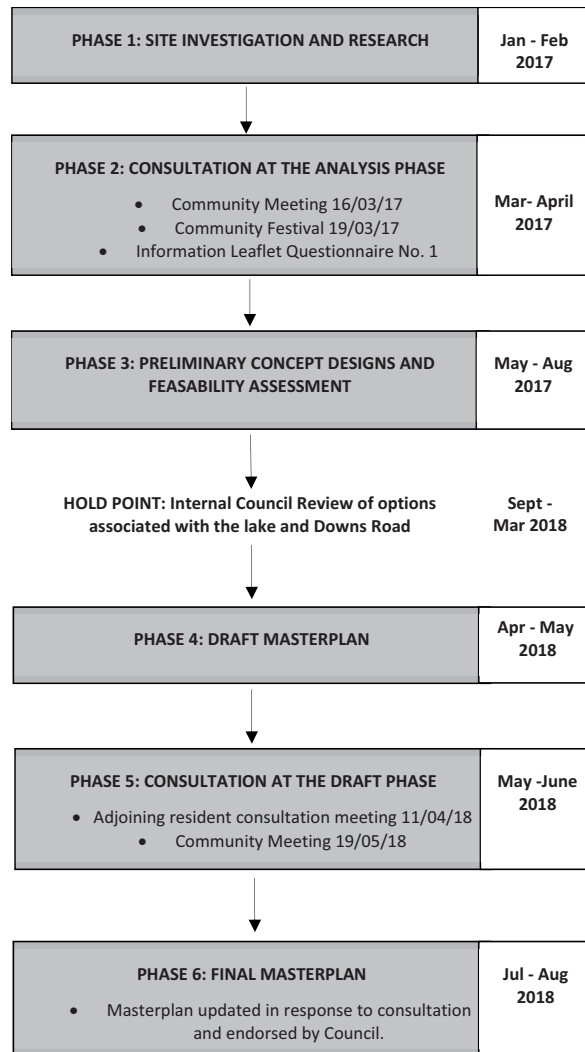 PHASE 1: SITE INVESTIGATION AND RESEARCH
Jan - Feb
2017
PHASE 2: CONSULTATION AT THE ANALYSIS PHASE
• Community Meeting 16/03/17
• Community Festival 19/03/17
• Information Leaflet Questionnaire No. 1
Mar- April
2017
PHASE 3: PRELIMINARY CONCEPT DESIGNS AND
FEASABILITY ASSESSMENT
May - Aug
2017
HOLD POINT: Internal Council Review of options
associated with the lake and Downs Road
Sept -
Mar 2018
PHASE 4: DRAFT MASTERPLAN
Apr - May
2018
PHASE 5: CONSULTATION AT THE DRAFT PHASE
• Adjoining resident consultation meeting 11/04/18
• Community Meeting 19/05/18
May -June
2018
PHASE 6: FINAL MASTERPLAN
• Masterplan updated in response to consultation
and endorsed by Council.
Jul - Aug
2018